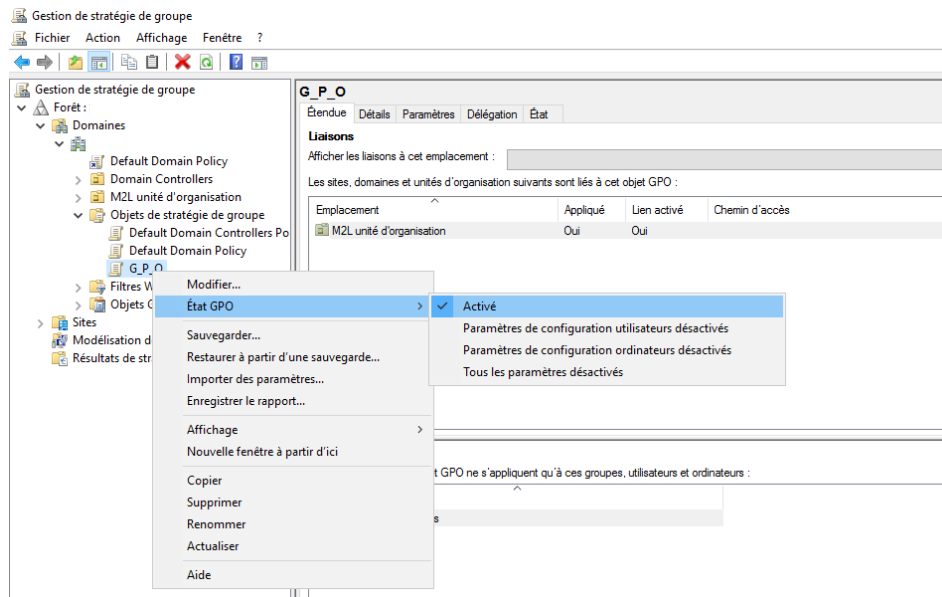 Gestion de stratégie de groupe
Fichier Action Affichage Fenêtre ?
Gestion de stratégie de groupe
Forêt :
Domaines
Default Domain Policy
Domain Controllers
M2L unité d'organisation
Objets de stratégie de groupe
Default Domain Controllers Po
Default Domain Policy
G_P_O
Filtres W
Objets G
Sites
Modélisation d
Résultats de str
G_P_O
Étendue Détails Paramètres Délégation État
Liaisons
Afficher les liaisons à cet emplacement :
Les sites, domaines et unités d'organisation suivants sont liés à cet objet GPO :
Emplacement Appliqué Lien activé Chemin d'accès
M2L unité d'organisation Oui Oui
Modifier...
État GPO
Sauvegarder...
Restaurer à partir d'une sauvegarde...
Importer des paramètres...
Enregistrer le rapport...
Affichage
Nouvelle fenêtre à partir d'ici
Copier
Supprimer
Renommer
Actualiser
Aide
Activé
Paramètres de configuration utilisateurs désactivés
Paramètres de configuration ordinateurs désactivés
Tous les paramètres désactivés
t GPO ne s'appliquent qu'à ces groupes, utilisateurs et ordinateurs :
s